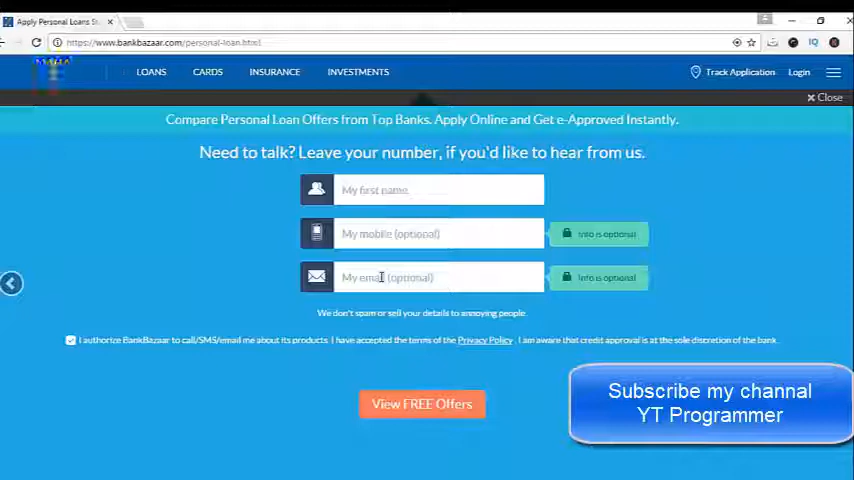 Apply Personal Loans St
https://www.bankbazaar.com/personal-loan.html
IQ
LOANS CARDS INSURANCE INVESTMENTS Track Application Login
Close
Compare Personal Loan Offers from Top Banks. Apply Online and Get e-Approved Instantly.
Need to talk? Leave your number, if you'd like to hear from us.
My first name
My mobile (optional) Info is optional
My email (optional) Info is optional
We don't spam or sell your details to annoying people.
I authorize BankBazaar to call/SMS/email me about its products. I have accepted the terms of the Privacy Policy . I am aware that credit approval is at the sole discretion of the bank.
View FREE Offers
Subscribe my channal
YT Programmer